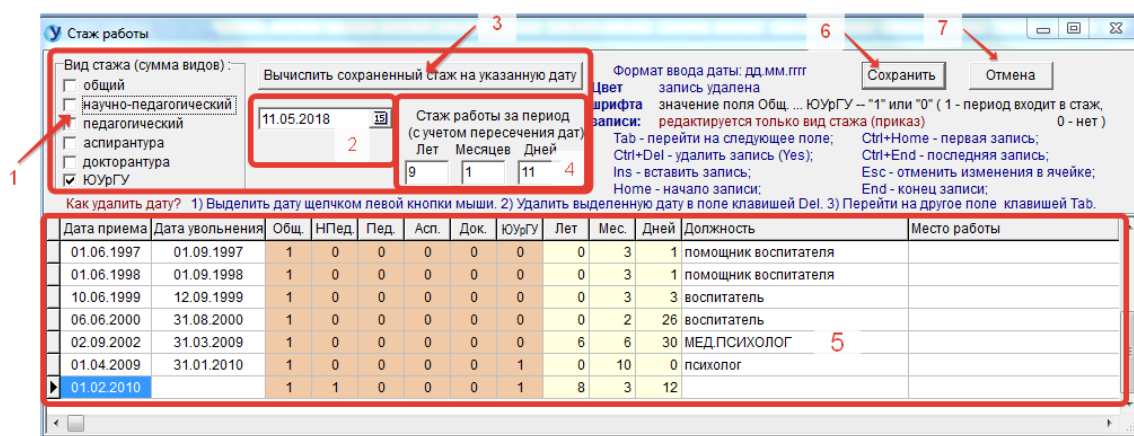 3
6
7
Стаж работы
Вид стажа (сумма видов) :
общий
научно-педагогический
педагогический
аспирантура
докторантура
ЮУрГУ
1
Вычислить сохраненный стаж на указанную дату
11.05.2018 15
2
Стаж работы за период
(с учетом пересечения дат)
Лет Месяцев Дней
9 1 11
4
Формат ввода даты: дд.мм.гггг
Сохранить Отмена
Цвет запись удалена
шрифта значение поля Общ. ... ЮУрГУ -- "1" или "0" ( 1 - период входит в стаж,
записи: редактируется только вид стажа (приказ) 0 - нет )
Tab - перейти на следующее поле; Ctrl+Home - первая запись;
Ctrl+Del - удалить запись (Yes); Ctrl+End - последняя запись;
Ins - вставить запись; Esc - отменить изменения в ячейке;
Home - начало записи; End - конец записи;
Как удалить дату? 1) Выделить дату щелчком левой кнопки мыши. 2) Удалить выделенную дату в поле клавишей Del. 3) Перейти на другое поле клавишей Tab.
Дата приема Дата увольнения Общ. НПед. Пед. Асп. Док. ЮУрГУ Лет Мес. Дней Должность Место работы
01.06.1997 01.09.1997 1 0 0 0 0 0 0 3 1 помощник воспитателя
01.06.1998 01.09.1998 1 0 0 0 0 0 0 3 1 помощник воспитателя
10.06.1999 12.09.1999 1 0 0 0 0 0 0 3 3 воспитатель
06.06.2000 31.08.2000 1 0 0 0 0 0 0 2 26 воспитатель
02.09.2002 31.03.2009 1 0 0 0 0 0 6 6 30 МЕД.ПСИХОЛОГ
5
01.04.2009 31.01.2010 1 0 0 0 0 1 0 10 0 психолог
01.02.2010 1 1 0 0 0 1 8 3 12